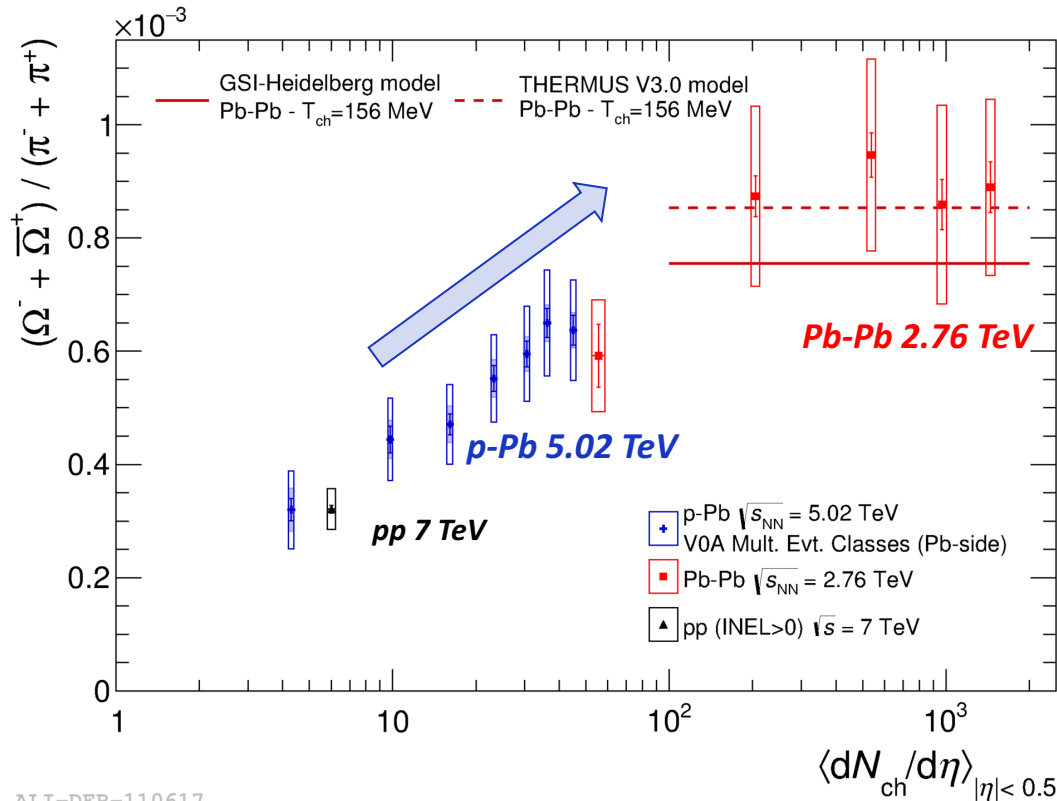 ×10⁻³
(Ω⁻ + Ω̅⁺) / (π⁻ + π⁺)
GSI-Heidelberg model
Pb-Pb - T_ch=156 MeV
THERMUS V3.0 model
Pb-Pb - T_ch=156 MeV
1
0.8
0.6
0.4
0.2
0
Pb-Pb 2.76 TeV
p-Pb 5.02 TeV
pp 7 TeV
p-Pb √s_NN = 5.02 TeV
V0A Mult. Evt. Classes (Pb-side)
Pb-Pb √s_NN = 2.76 TeV
pp (INEL>0) √s = 7 TeV
1 10 10² 10³
⟨dN_ch/dη⟩_|η|< 0.5